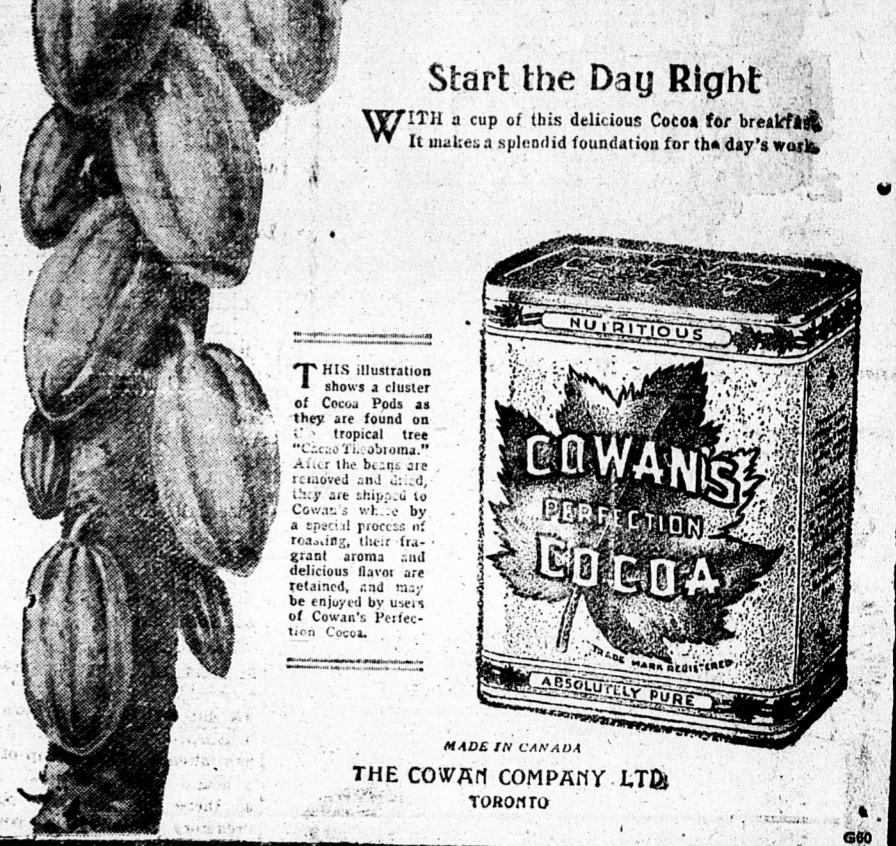 Start the Day Right
WITH a cup of this delicious Cocoa for breakfast.
It makes a splendid foundation for the day's work.
NUTRITIOUS
COWAN'S
PERFECTION
COCOA
TRADE MARK REGISTERED
ABSOLUTELY PURE
THIS illustration
shows a cluster
of Cocoa Pods as
they are found on
tropical tree
"Cacao Theobroma."
After the beans are
removed and dried,
they are shipped to
Cowan's where by
a special process of
roasting, their fra-
grant aroma and
delicious flavor are
retained, and may
be enjoyed by users
of Cowan's Perfec-
tion Cocoa.
MADE IN CANADA
THE COWAN COMPANY LTD.
TORONTO
G60